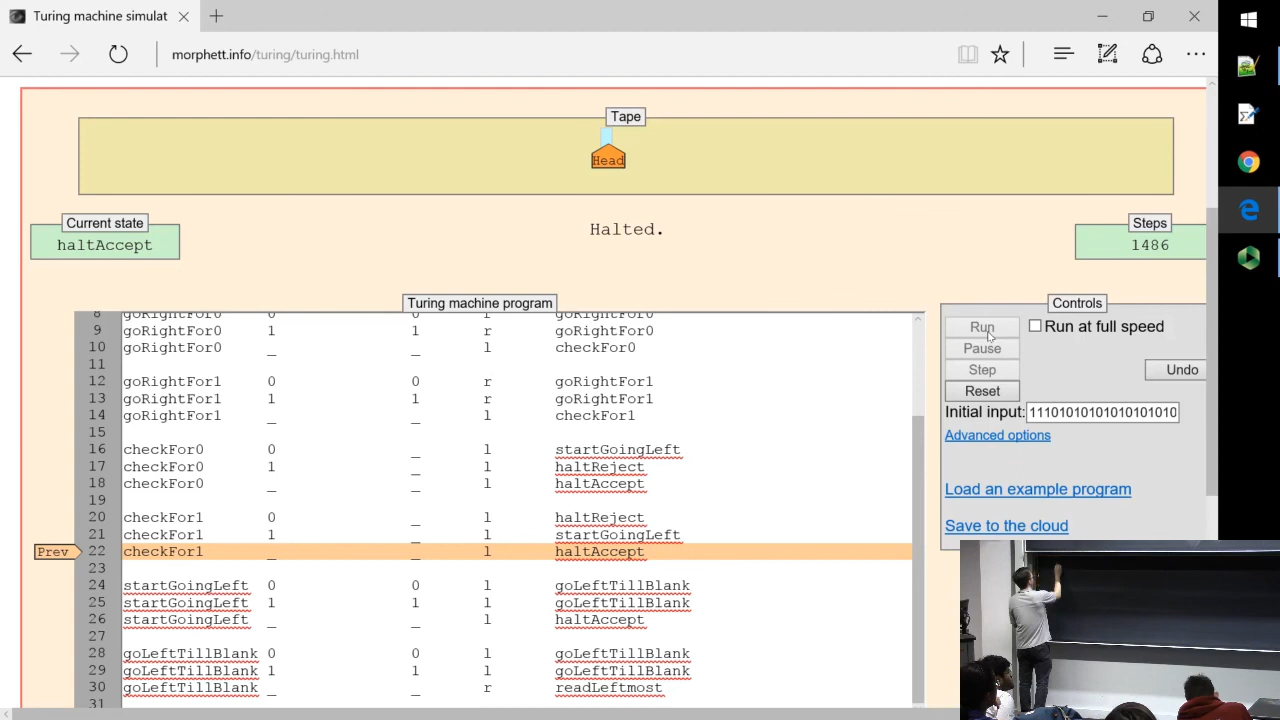 Turing machine simulat
morphett.info/turing/turing.html
Tape
Head
Halted.
Current state
haltAccept
Steps
1486
Turing machine program
8 goRightFor0 0 0 r goRightFor0
9 goRightFor0 1 1 r goRightFor0
10 goRightFor0 _ _ l checkFor0
11
12 goRightFor1 0 0 r goRightFor1
13 goRightFor1 1 1 r goRightFor1
14 goRightFor1 _ _ l checkFor1
15
16 checkFor0 0 _ l startGoingLeft
17 checkFor0 1 _ l haltReject
18 checkFor0 _ _ l haltAccept
19
20 checkFor1 0 _ l haltReject
21 checkFor1 1 _ l startGoingLeft
Prev 22 checkFor1 _ _ l haltAccept
23
24 startGoingLeft 0 0 l goLeftTillBlank
25 startGoingLeft 1 1 l goLeftTillBlank
26 startGoingLeft _ _ l haltAccept
27
28 goLeftTillBlank 0 0 l goLeftTillBlank
29 goLeftTillBlank 1 1 l goLeftTillBlank
30 goLeftTillBlank _ _ r readLeftmost
31
Controls
Run
Run at full speed
Pause
Step
Undo
Reset
Initial input: 11101010101010101010
Advanced options
Load an example program
Save to the cloud